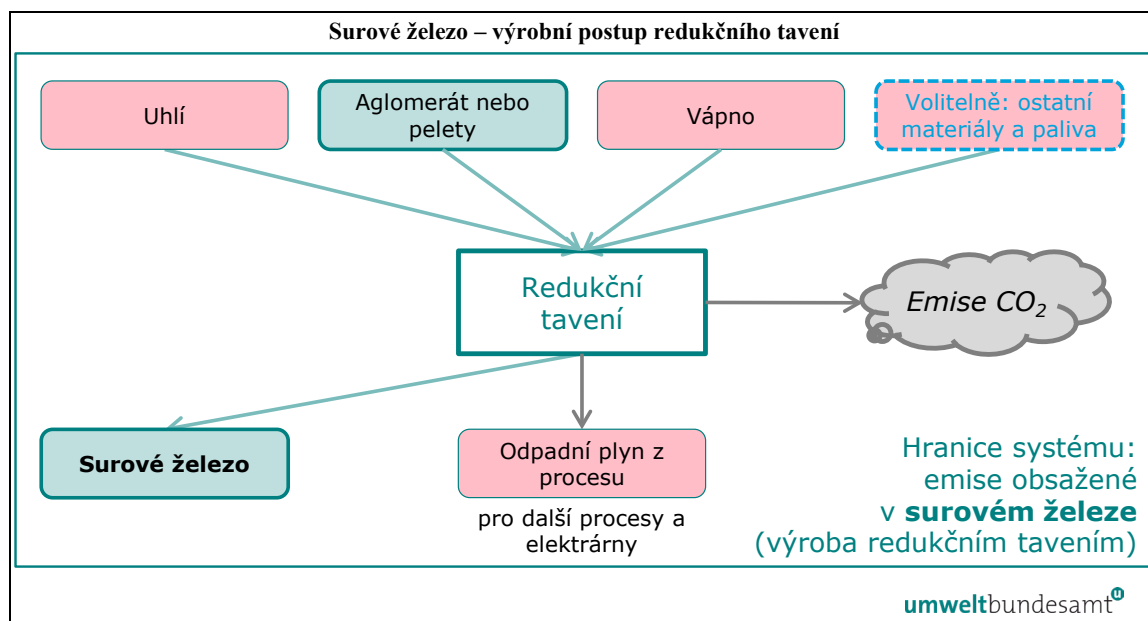 Surové železo – výrobní postup redukčního tavení
Uhlí
Aglomerát nebo
pelety
Vápno
Volitelně: ostatní
materiály a paliva
Redukční
tavení
Emise CO₂
Surové železo
Odpadní plyn z
procesu
pro další procesy a
elektrárny
Hranice systému:
emise obsažené
v surovém železe
(výroba redukčním tavením)
umweltbundesamt
u